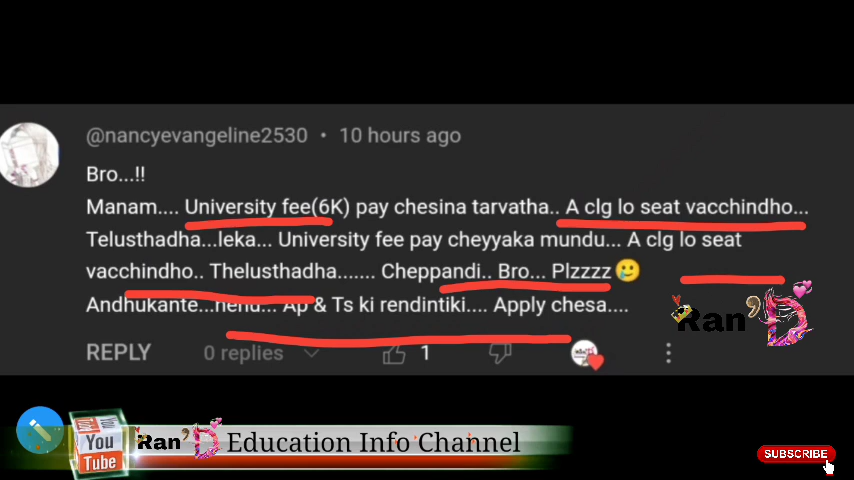 @nancyevangeline2530 • 10 hours ago
Bro...!!
Manam.... University fee(6K) pay chesina tarvatha.. A clg lo seat vacchindho...
Telusthadha...leka... University fee pay cheyyaka mundu... A clg lo seat
vacchindho.. Thelusthadha....... Cheppandi.. Bro... Plzzzz🥲
Andhukante...nenu... Ap & Ts ki rendintiki.... Apply chesa....
Ran'D
REPLY 0 replies 1
You
Tube
Ran'D Education Info Channel
SUBSCRIBE